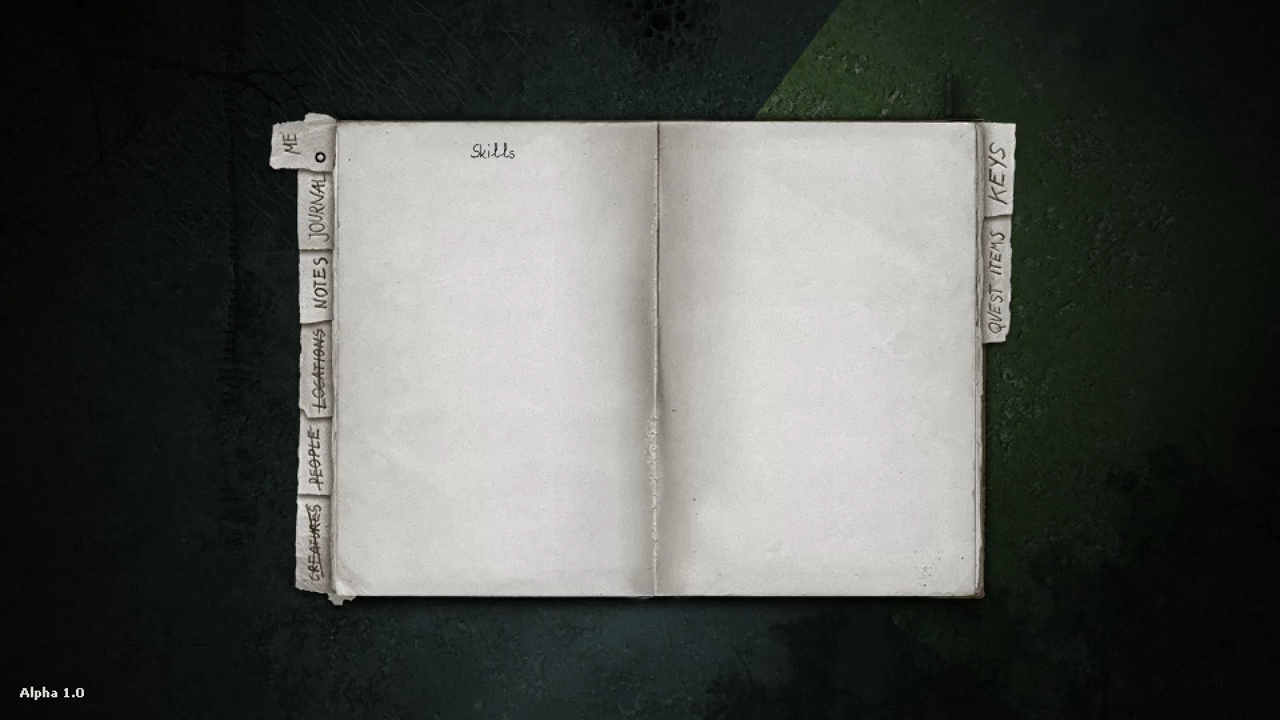 ME
Skills
JOURNAL
NOTES
LOCATIONS
PEOPLE
CREATURES
KEYS
QUEST ITEMS
Alpha 1.0